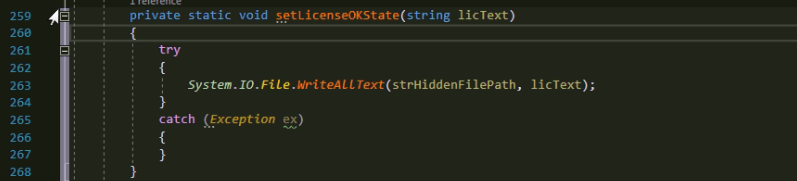 1 reference
259 private static void setLicenseOKState(string licText)
260 {
261 try
262 {
263 System.IO.File.WriteAllText(strHiddenFilePath, licText);
264 }
265 catch (Exception ex)
266 {
267 }
268 }